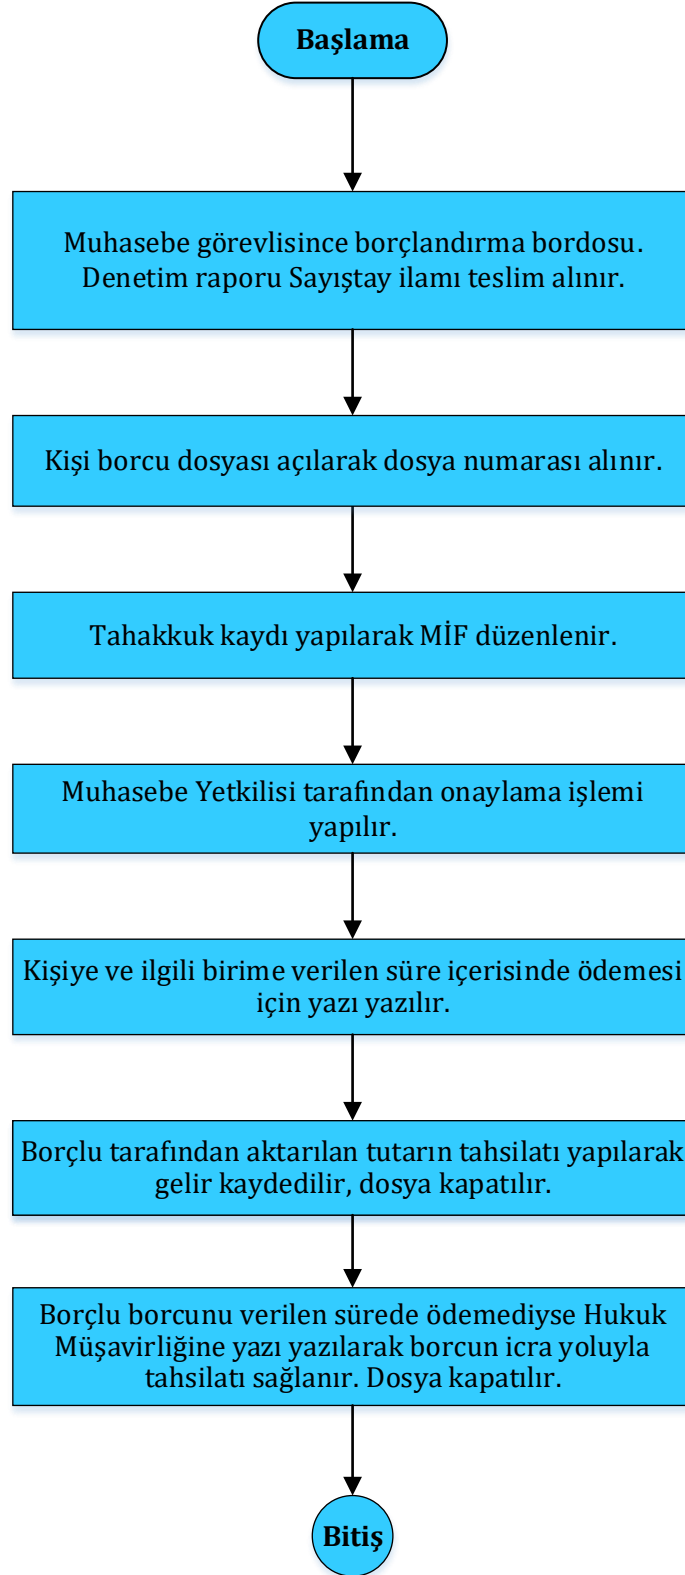 Başlama
Muhasebe görevlisince borçlandırma bordosu.
Denetim raporu Sayıştay ilamı teslim alınır.
Kişi borcu dosyası açılarak dosya numarası alınır.
Tahakkuk kaydı yapılarak MİF düzenlenir.
Muhasebe Yetkilisi tarafından onaylama işlemi
yapılır.
Kişiye ve ilgili birime verilen süre içerisinde ödemesi
için yazı yazılır.
Borçlu tarafından aktarılan tutarın tahsilatı yapılarak
gelir kaydedilir, dosya kapatılır.
Borçlu borcunu verilen sürede ödemediyse Hukuk
Müşavirliğine yazı yazılarak borcun icra yoluyla
tahsilatı sağlanır. Dosya kapatılır.
Bitiş